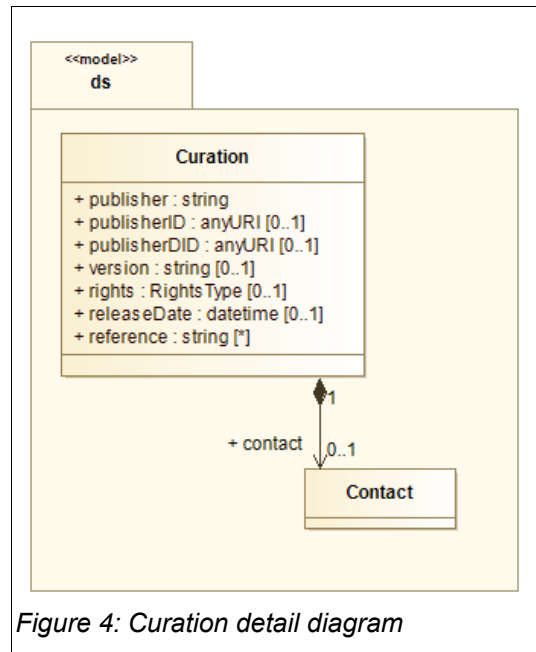 <<model>>
ds
Curation
+ publisher : string
+ publisherID : anyURI [0..1]
+ publisherDID : anyURI [0..1]
+ version : string [0..1]
+ rights : RightsType [0..1]
+ releaseDate : datetime [0..1]
+ reference : string [*]
1
+ contact
0..1
Contact
Figure 4: Curation detail diagram